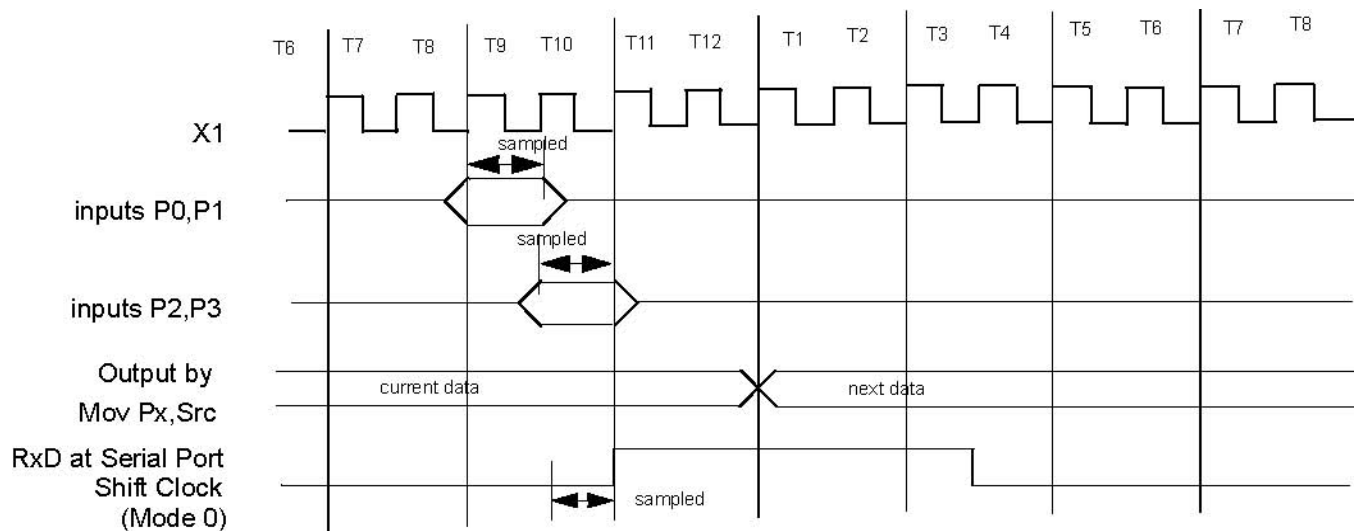 T6 T7 T8 T9 T10 T11 T12 T1 T2 T3 T4 T5 T6 T7 T8
X1
sampled
inputs P0,P1
sampled
inputs P2,P3
Output by
current data next data
Mov Px,Src
RxD at Serial Port
Shift Clock sampled
(Mode 0)